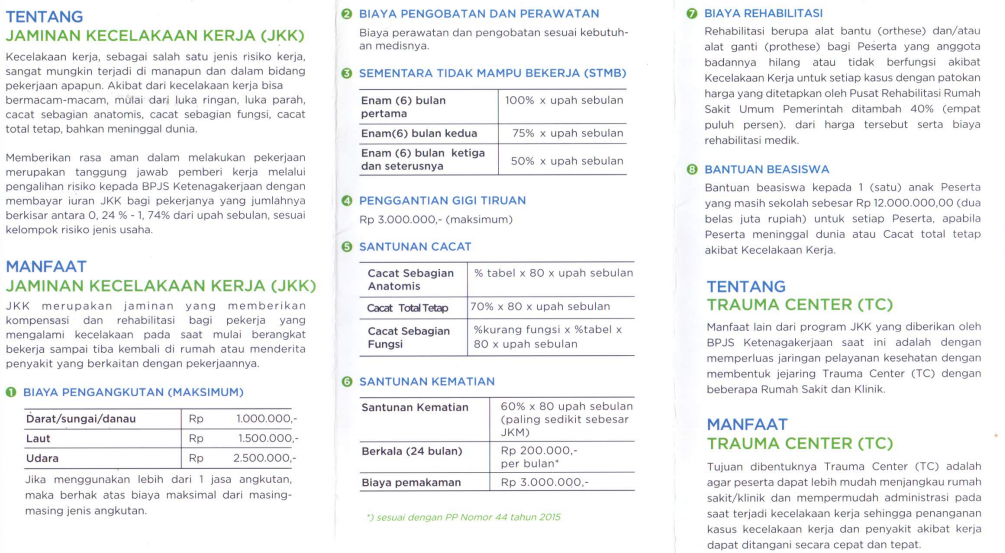 TENTANG
JAMINAN KECELAKAAN KERJA (JKK)
Kecelakaan kerja, sebagai salah satu jenis risiko kerja,
sangat mungkin terjadi di manapun dan dalam bidang
pekerjaan apapun. Akibat dari kecelakaan kerja bisa
bermacam-macam, mulai dari luka ringan, luka parah,
cacat sebagian anatomis, cacat sebagian fungsi, cacat
total tetap, bahkan meninggal dunia.
Memberikan rasa aman dalam melakukan pekerjaan
merupakan tanggung jawab pemberi kerja melalui
pengalihan risiko kepada BPJS Ketenagakerjaan dengan
membayar iuran JKK bagi pekerjanya yang jumlahnya
berkisar antara 0, 24 % - 1, 74% dari upah sebulan, sesuai
kelompok risiko jenis usaha.
MANFAAT
JAMINAN KECELAKAAN KERJA (JKK)
JKK merupakan jaminan yang memberikan
kompensasi dan rehabilitasi bagi pekerja yang
mengalami kecelakaan pada saat mulai berangkat
bekerja sampai tiba kembali di rumah atau menderita
penyakit yang berkaitan dengan pekerjaannya.
1 BIAYA PENGANGKUTAN (MAKSIMUM)
Darat/sungai/danau Rp 1.000.000,-
Laut Rp 1.500.000,-
Udara Rp 2.500.000,-
Jika menggunakan lebih dari 1 jasa angkutan,
maka berhak atas biaya maksimal dari masing-
masing jenis angkutan.
2 BIAYA PENGOBATAN DAN PERAWATAN
Biaya perawatan dan pengobatan sesuai kebutuh-
an medisnya.
3 SEMENTARA TIDAK MAMPU BEKERJA (STMB)
Enam (6) bulan 100% x upah sebulan
pertama
Enam(6) bulan kedua 75% x upah sebulan
Enam (6) bulan ketiga 50% x upah sebulan
dan seterusnya
4 PENGGANTIAN GIGI TIRUAN
Rp 3.000.000,- (maksimum)
5 SANTUNAN CACAT
Cacat Sebagian % tabel x 80 x upah sebulan
Anatomis
Cacat Total Tetap 70% x 80 x upah sebulan
Cacat Sebagian %kurang fungsi x %tabel x
Fungsi 80 x upah sebulan
6 SANTUNAN KEMATIAN
Santunan Kematian 60% x 80 upah sebulan
(paling sedikit sebesar
JKM)
Berkala (24 bulan) Rp 200.000,-
per bulan*
Biaya pemakaman Rp 3.000.000,-
*) sesuai dengan PP Nomor 44 tahun 2015
7 BIAYA REHABILITASI
Rehabilitasi berupa alat bantu (orthese) dan/atau
alat ganti (prothese) bagi Peserta yang anggota
badannya hilang atau tidak berfungsi akibat
Kecelakaan Kerja untuk setiap kasus dengan patokan
harga yang ditetapkan oleh Pusat Rehabilitasi Rumah
Sakit Umum Pemerintah ditambah 40% (empat
puluh persen). dari harga tersebut serta biaya
rehabilitasi medik.
8 BANTUAN BEASISWA
Bantuan beasiswa kepada 1 (satu) anak Peserta
yang masih sekolah sebesar Rp 12.000.000,00 (dua
belas juta rupiah) untuk setiap Peserta, apabila
Peserta meninggal dunia atau Cacat total tetap
akibat Kecelakaan Kerja.
TENTANG
TRAUMA CENTER (TC)
Manfaat lain dari program JKK yang diberikan oleh
BPJS Ketenagakerjaan saat ini adalah dengan
memperluas jaringan pelayanan kesehatan dengan
membentuk jejaring Trauma Center (TC) dengan
beberapa Rumah Sakit dan Klinik.
MANFAAT
TRAUMA CENTER (TC)
Tujuan dibentuknya Trauma Center (TC) adalah
agar peserta dapat lebih mudah menjangkau rumah
sakit/klinik dan mempermudah administrasi pada
saat terjadi kecelakaan kerja sehingga penanganan
kasus kecelakaan kerja dan penyakit akibat kerja
dapat ditangani secara cepat dan tepat.